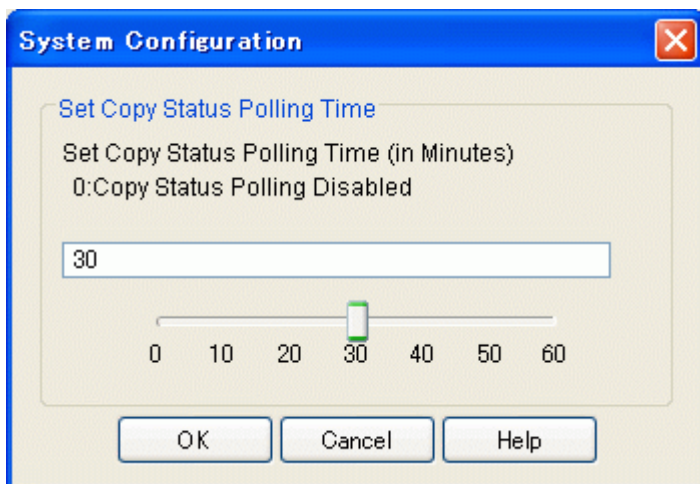 System Configuration
Set Copy Status Polling Time
Set Copy Status Polling Time (in Minutes)
0:Copy Status Polling Disabled
30
0 10 20 30 40 50 60
OK Cancel Help